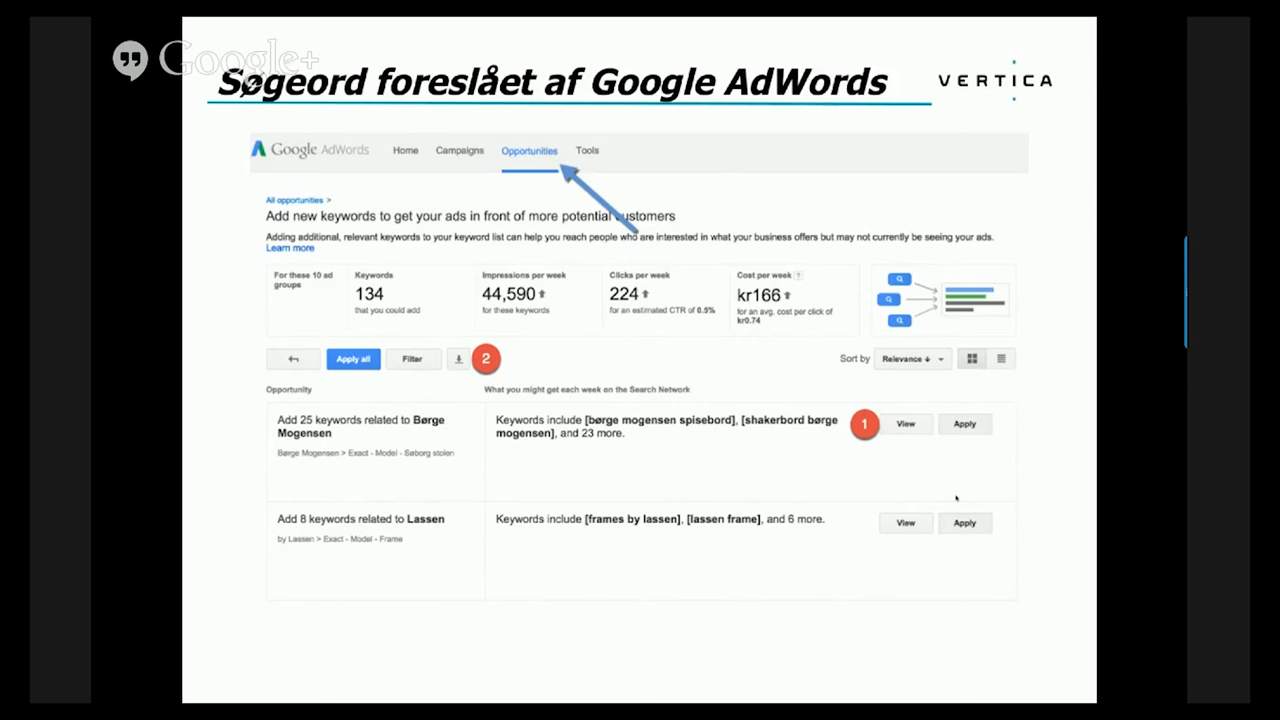 Google+
Søgeord foreslået af Google AdWords
VERTICA
Google AdWords Home Campaigns Opportunities Tools
All opportunities >
Add new keywords to get your ads in front of more potential customers
Adding additional, relevant keywords to your keyword list can help you reach people who are interested in what your business offers but may not currently be seeing your ads.
Learn more
For these 10 ad groups
Keywords
134
that you could add
Impressions per week
44,590
for these keywords
Clicks per week
224
for an estimated CTR of 0.5%
Cost per week ?
kr166
for an avg. cost per click of
kr0.74
Apply all Filter 2
Sort by Relevance
Opportunity What you might get each week on the Search Network
Add 25 keywords related to Børge
Mogensen
Børge Mogensen > Exact - Model - Søborg stolen
Keywords include [børge mogensen spisebord], [shakerbord børge
mogensen], and 23 more.
1 View Apply
Add 8 keywords related to Lassen
by Lassen > Exact - Model - Frame
Keywords include [frames by lassen], [lassen frame], and 6 more.
View Apply